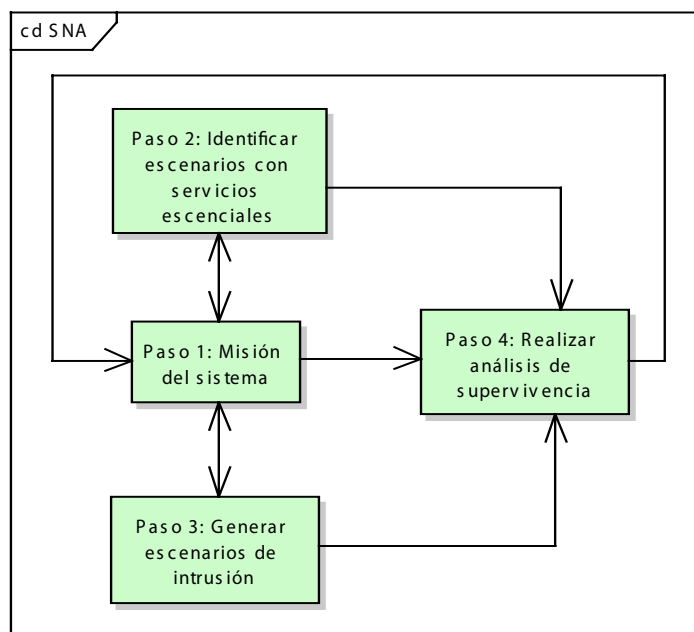 cd SNA
Paso 2: Identificar
escenarios con
servicios
escenciales
Paso 1: Misión
del sistema
Paso 4: Realizar
análisis de
supervivencia
Paso 3: Generar
escenarios de
intrusión